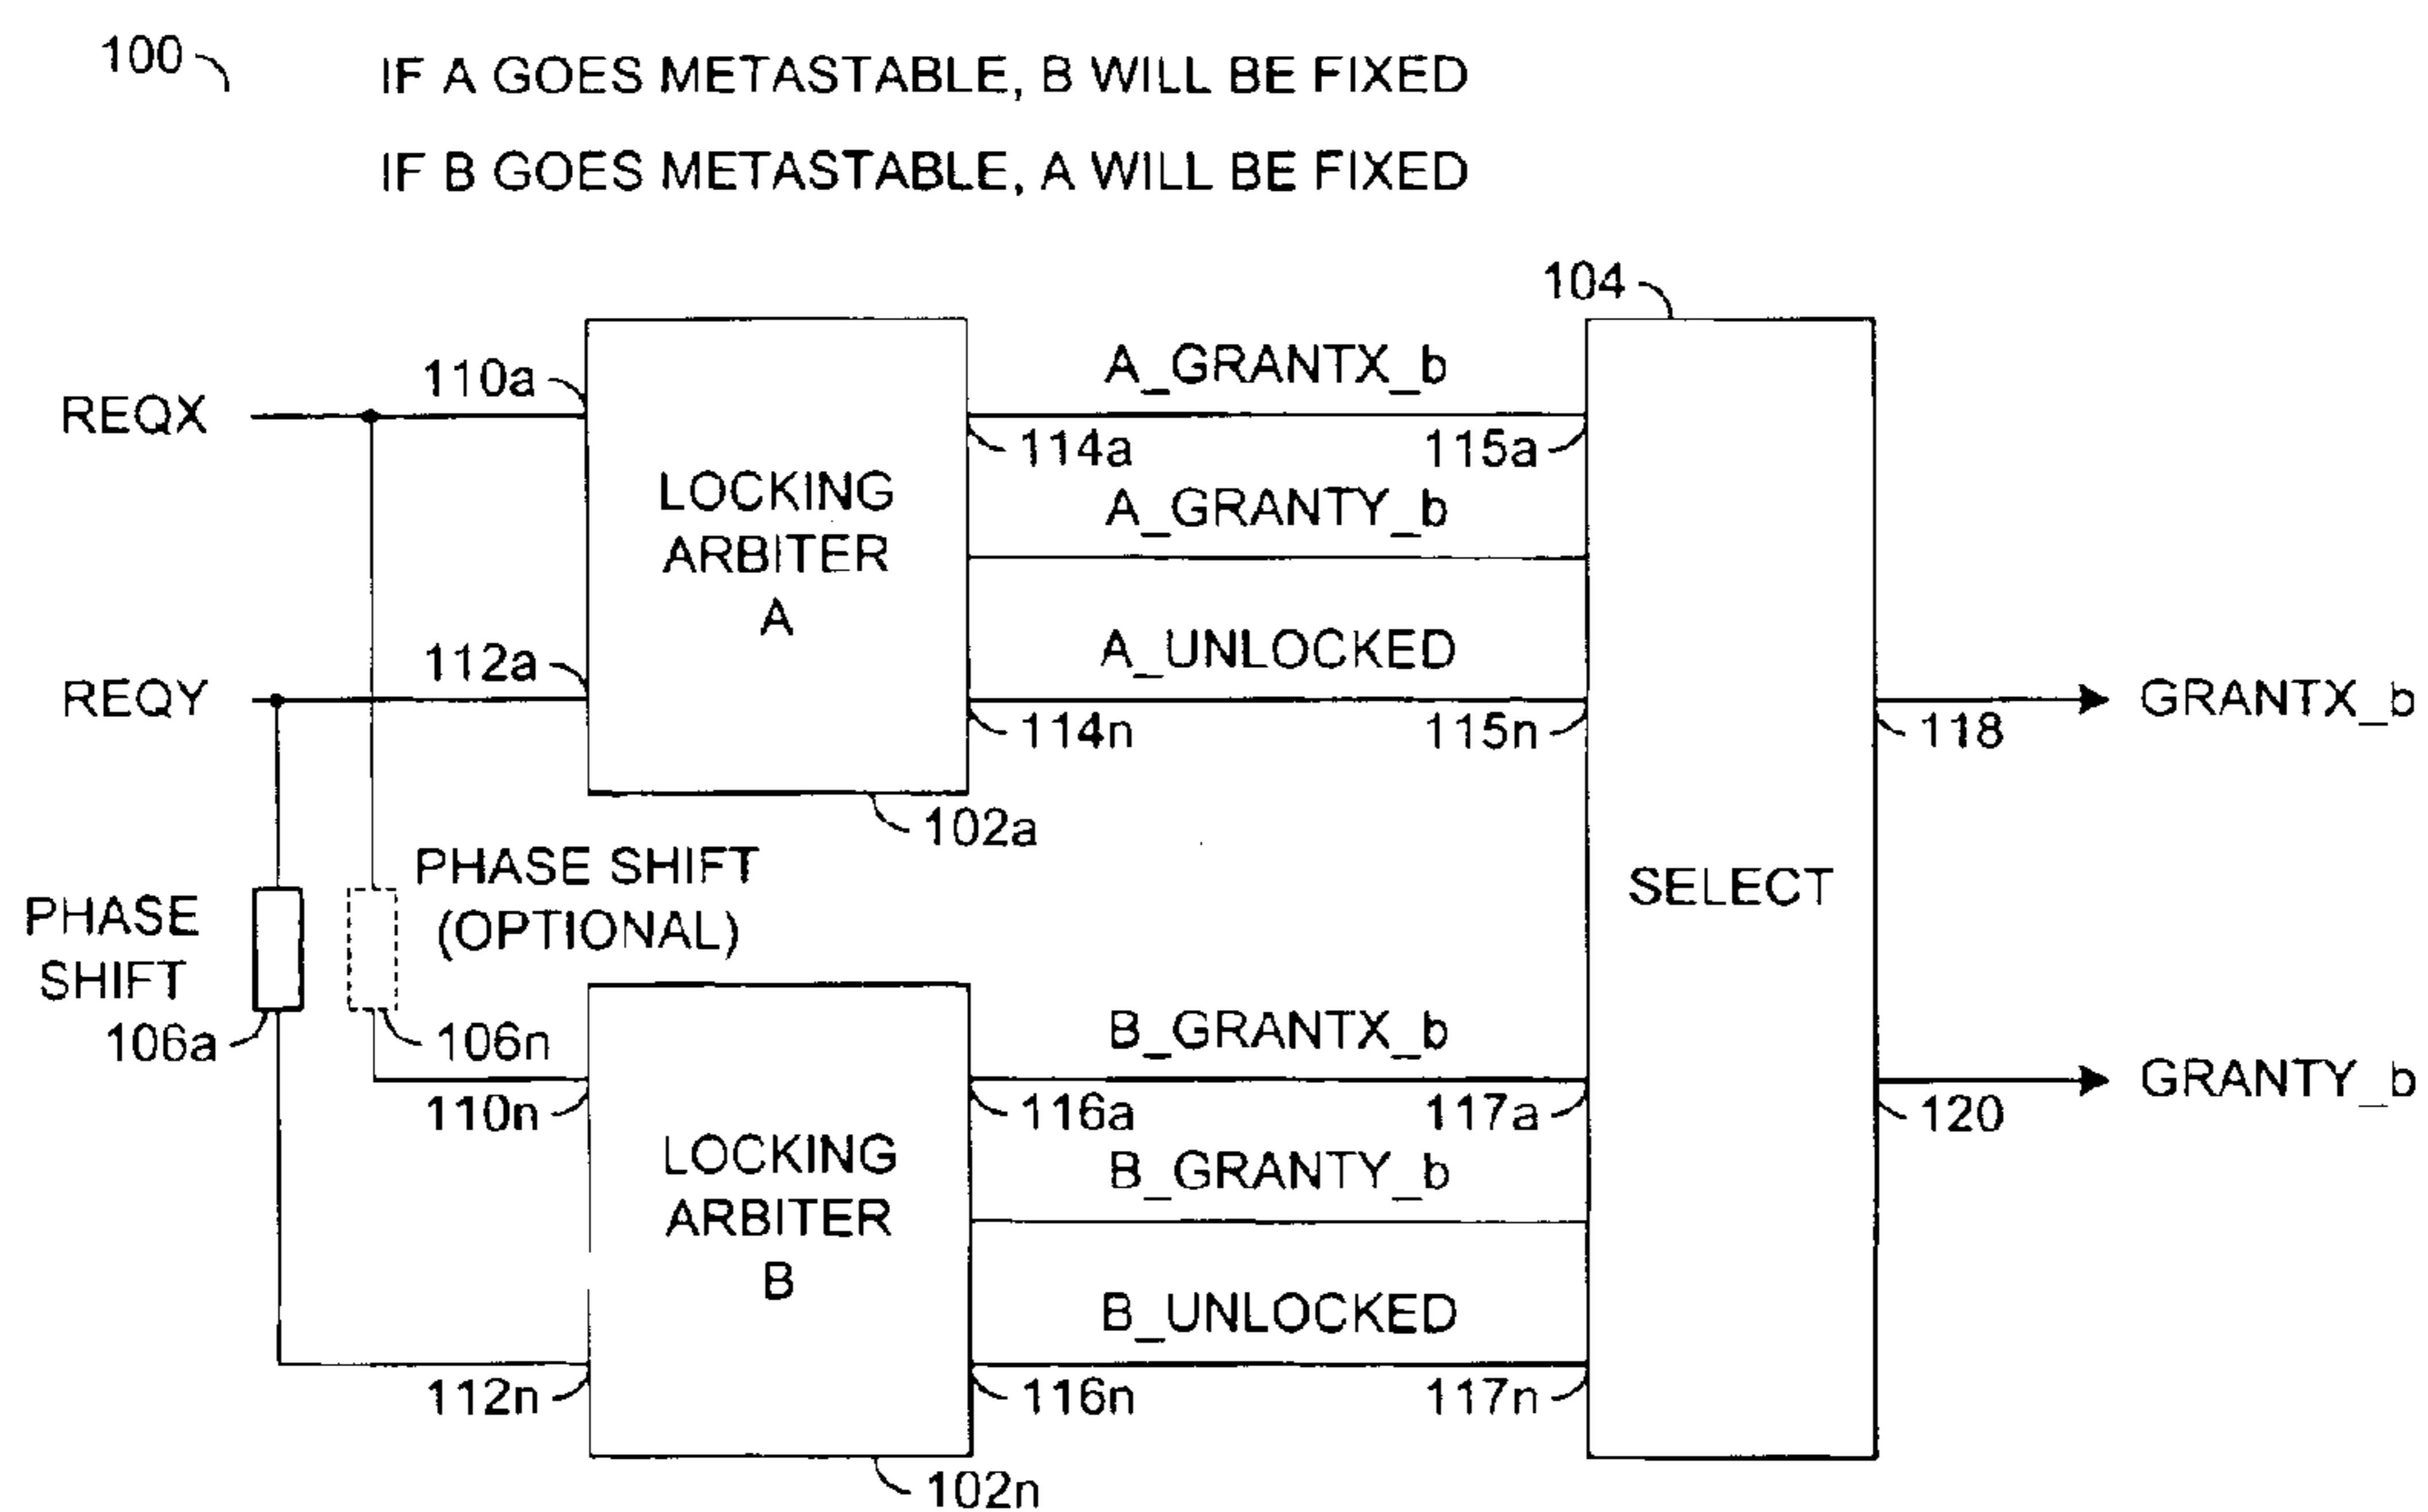 100
IF A GOES METASTABLE, B WILL BE FIXED
IF B GOES METASTABLE, A WILL BE FIXED
104
REQX
110a
A_GRANTX_b
114a
115a
LOCKING
ARBITER
A
A_GRANTY_b
REQY
112a
A_UNLOCKED
114n
115n
102a
118
GRANTX_b
PHASE SHIFT
(OPTIONAL)
PHASE
SHIFT
106a
106n
SELECT
110n
B_GRANTX_b
116a
117a
120
GRANTY_b
LOCKING
ARBITER
B
B_GRANTY_b
B_UNLOCKED
112n
116n
117n
102n